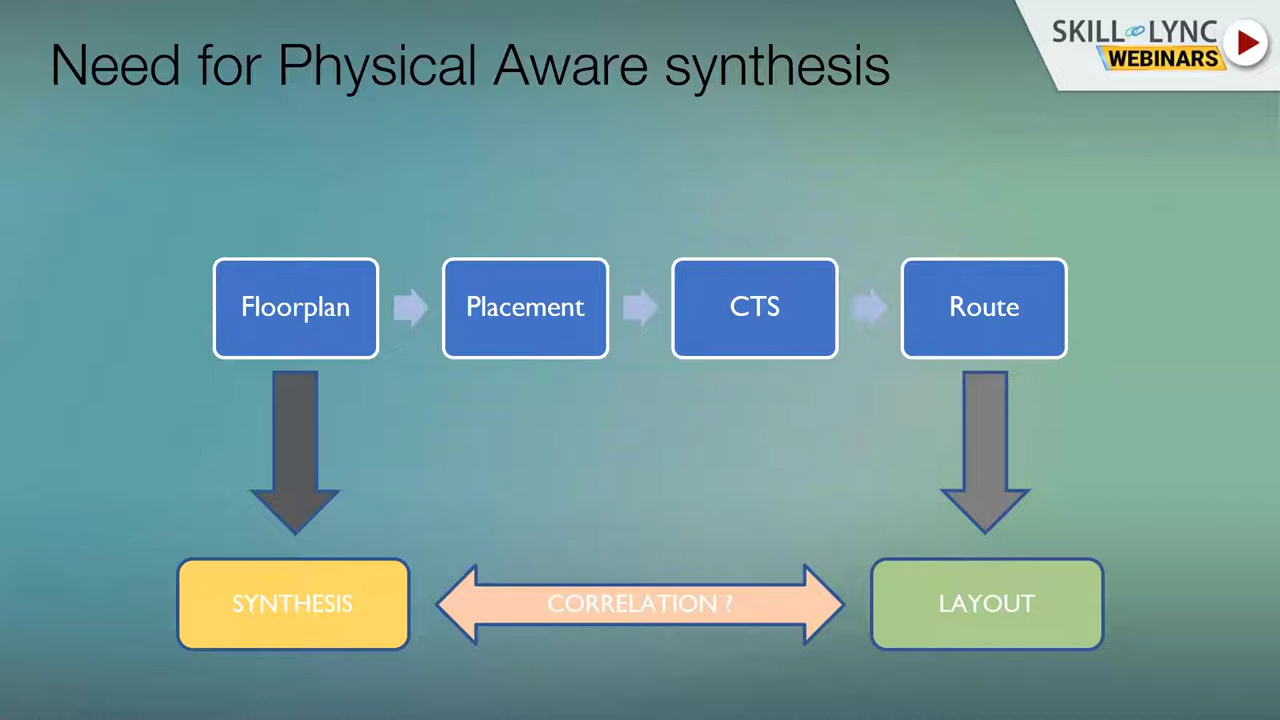 Need for Physical Aware synthesis
SKILL LYNC
WEBINARS
Floorplan
Placement
CTS
Route
SYNTHESIS
CORRELATION ?
LAYOUT